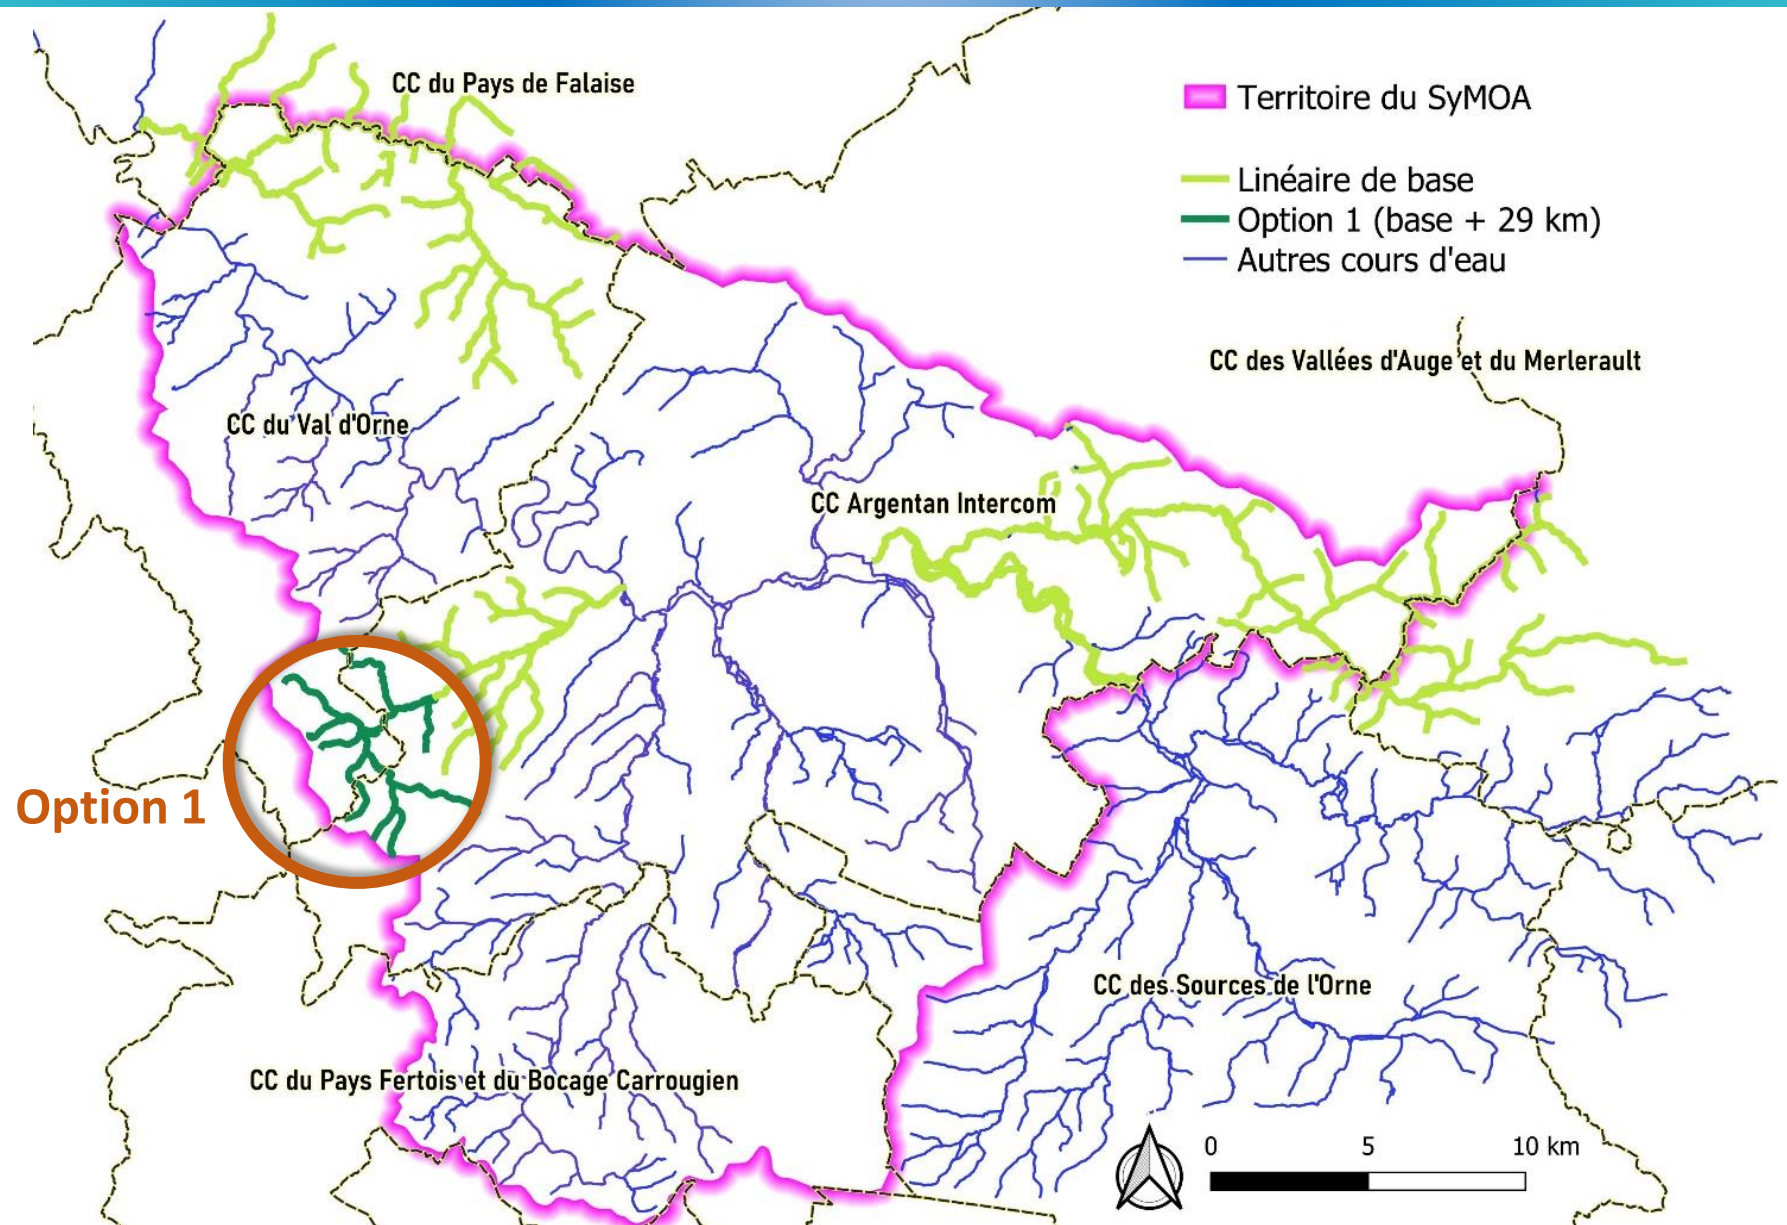 CC du Pays de Falaise
Territoire du SyMOA
Linéaire de base
Option 1 (base + 29 km)
Autres cours d'eau
CC des Vallées d'Auge et du Merlerault
CC du Val d'Orne
CC Argentan Intercom
Option 1
CC des Sources de l'Orne
CC du Pays Fertois et du Bocage Carrougien
0 5 10 km